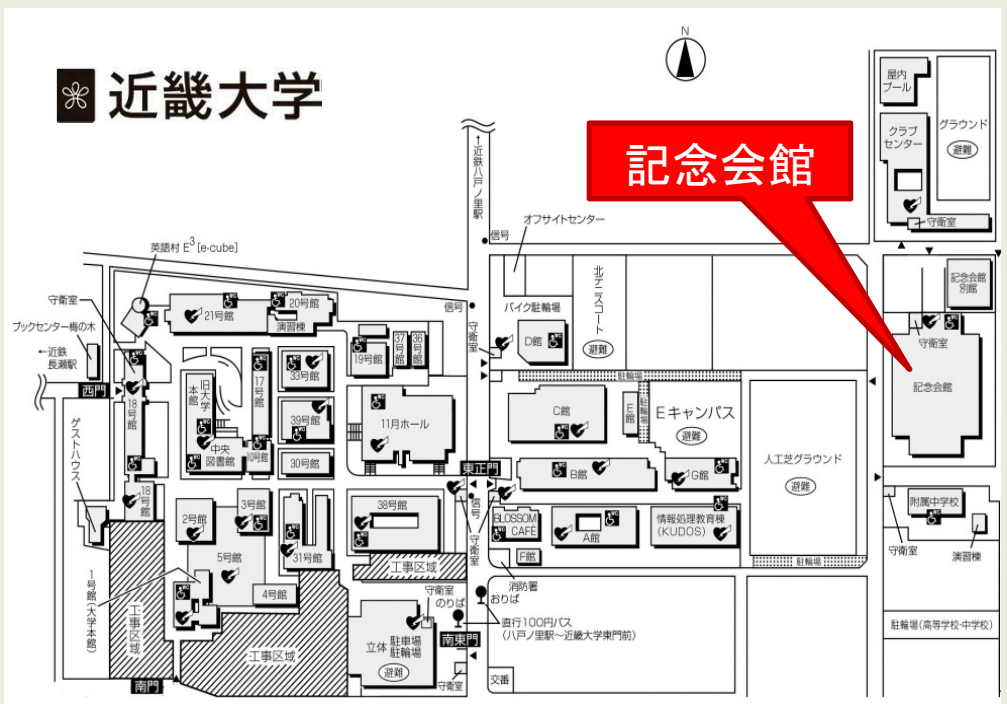 近畿大学
N
記念会館
屋内
プール
グラウンド
避難
クラブ
センター
守衛室
←近鉄八戸ノ里駅
オフサイトセンター
信号
英語村 E3 [e-cube]
守衛室
ブックセンター梅の木
←近鉄
長瀬駅
西門
ゲストハウス
18号館
18号館
21号館
20号館
演習棟
旧大学
本館
中央
図書館
17号館
10号館
33号館
39号館
30号館
19号館
37号館
36号館
11月ホール
信号
守衛室
バイク駐輪場
D館
北テニスコート
避難
駐輪場
C館
E館
駐輪場
Eキャンパス
避難
B館
G館
東正門
信号
守衛室
BLOSSOM
CAFÉ
A館
情報処理教育棟
(KUDOS)
F館
消防署
人工芝グラウンド
避難
駐輪場
記念会館
別館
守衛室
記念会館
附属中学校
守衛室
演習棟
駐輪場(高等学校・中学校)
2号館
3号館
5号館
4号館
31号館
38号館
工事区域
1号館(大学本館)
工事区域
工事区域
南門
立体
駐車場
駐輪場
避難
守衛室
のりば
おりば
直行100円バス
(八戸ノ里駅～近畿大学東門前)
南東門
守衛室
交番